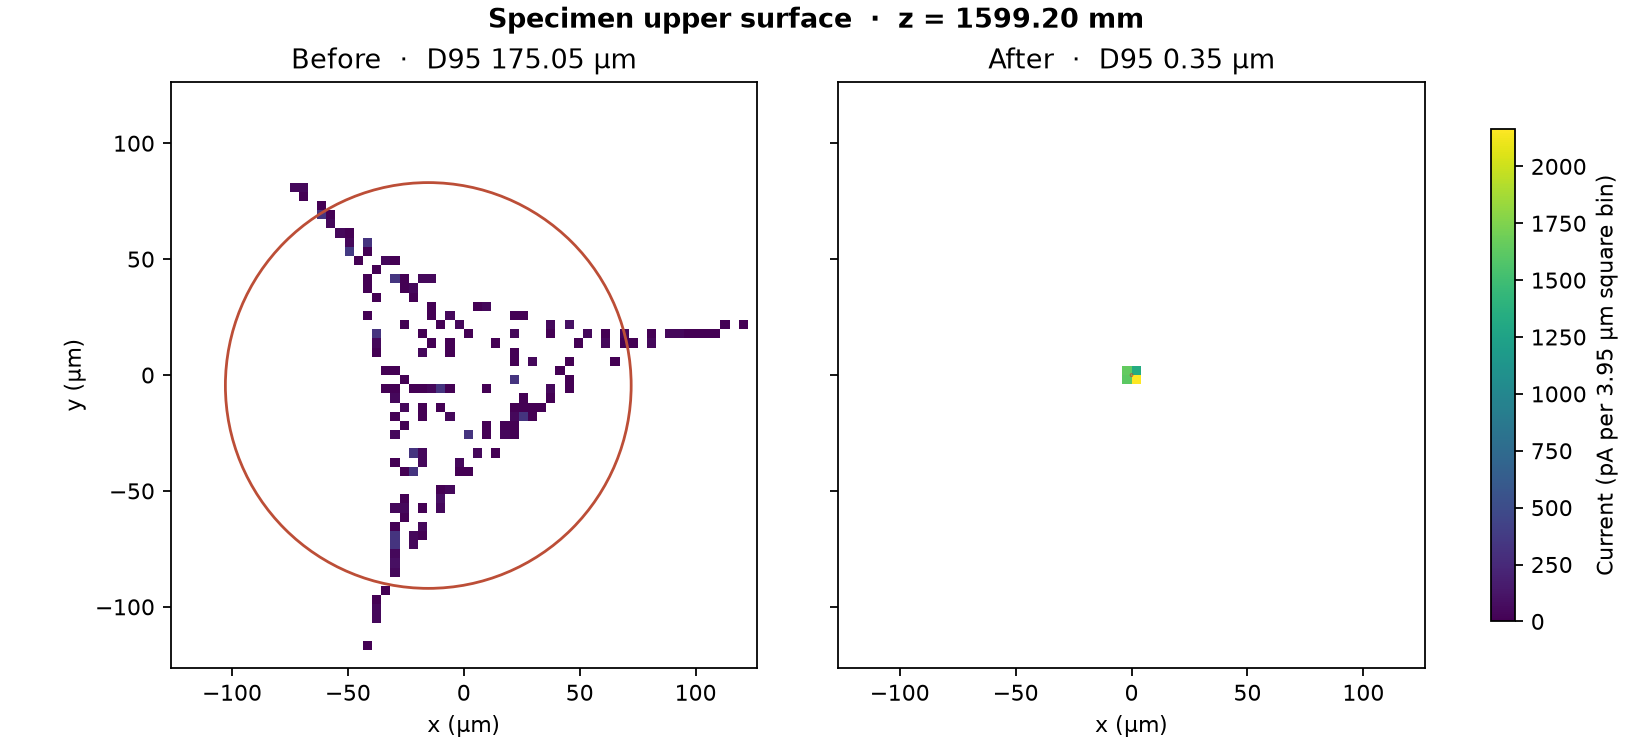 Specimen upper surface · z = 1599.20 mm
Before · D95 175.05 μm
After · D95 0.35 μm
y (μm)
100
50
0
−50
−100
−100 −50 0 50 100
x (μm)
−100 −50 0 50 100
x (μm)
2000
1750
1500
1250
1000
750
500
250
0
Current (pA per 3.95 μm square bin)